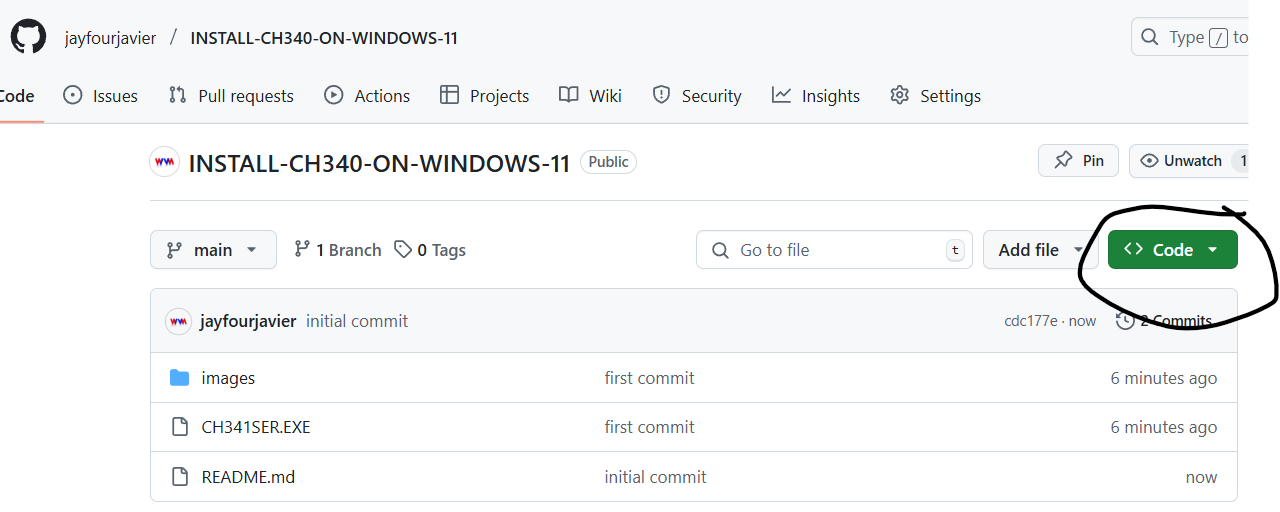 jayfourjavier / INSTALL-CH340-ON-WINDOWS-11 Type / to
Code Issues Pull requests Actions Projects Wiki Security Insights Settings
WVM INSTALL-CH340-ON-WINDOWS-11 Public Pin Unwatch 1
main 1 Branch 0 Tags Go to file t Add file <> Code
WVM jayfourjavier initial commit cdc177e · now 2 Commits
images first commit 6 minutes ago
CH341SER.EXE first commit 6 minutes ago
README.md initial commit now